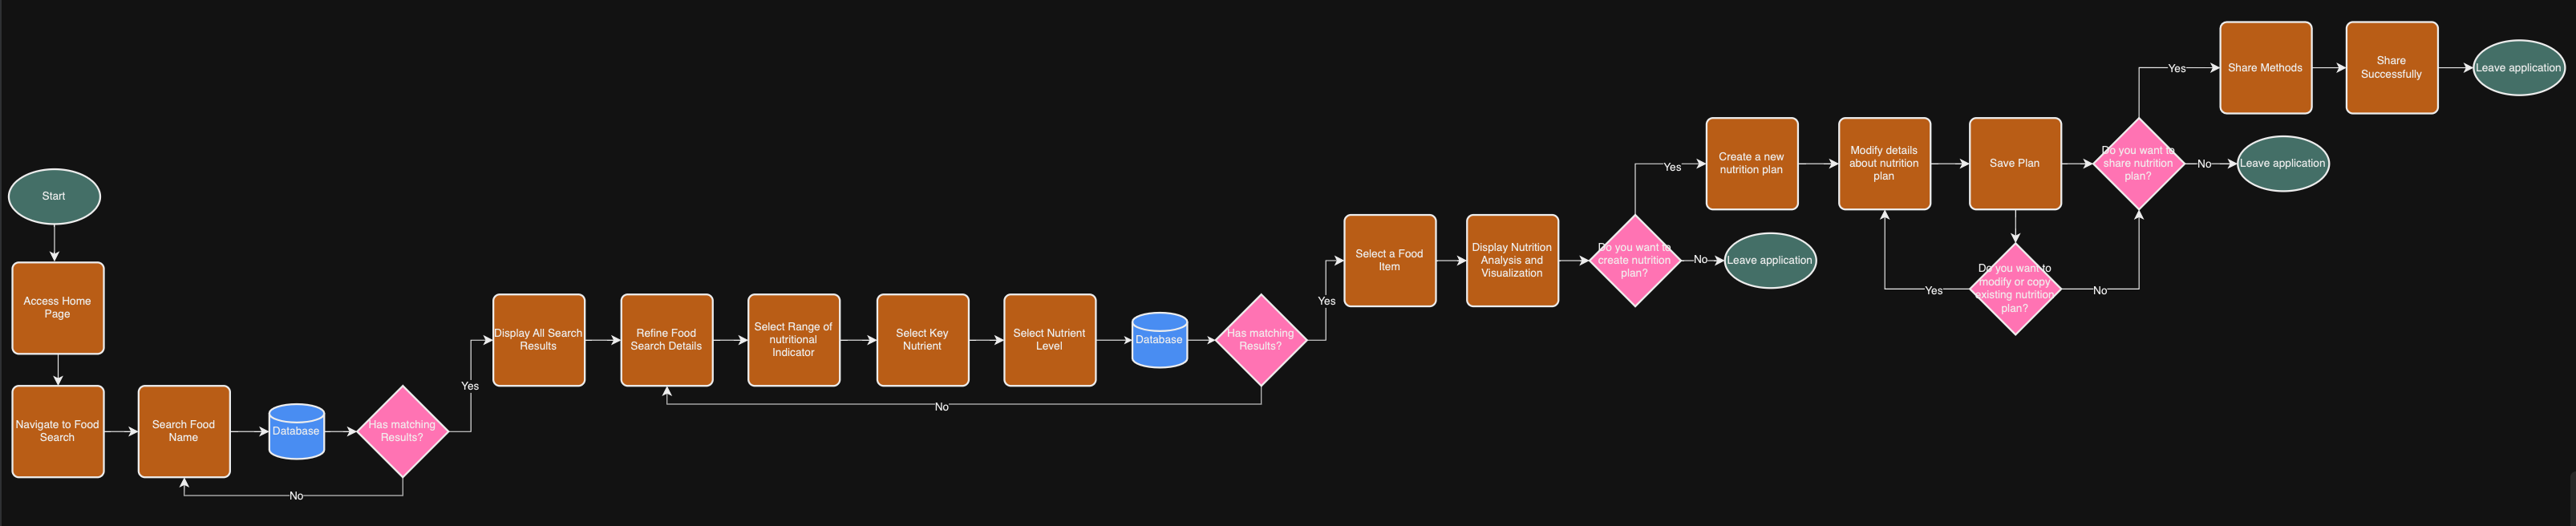 Start
Access Home
Page
Navigate to Food
Search
Search Food
Name
Database
Has matching
Results?
No
Yes
Display All Search
Results
Refine Food
Search Details
Select Range of
nutritional
Indicator
Select Key
Nutrient
Select Nutrient
Level
Database
Has matching
Results?
No
Yes
Select a Food
Item
Display Nutrition
Analysis and
Visualization
Do you want to
create nutrition
plan?
No
Leave application
Yes
Create a new
nutrition plan
Modify details
about nutrition
plan
Save Plan
Do you want to
modify or copy
existing nutrition
plan?
Yes
No
Do you want to
share nutrition
plan?
No
Leave application
Yes
Share Methods
Share
Successfully
Leave application